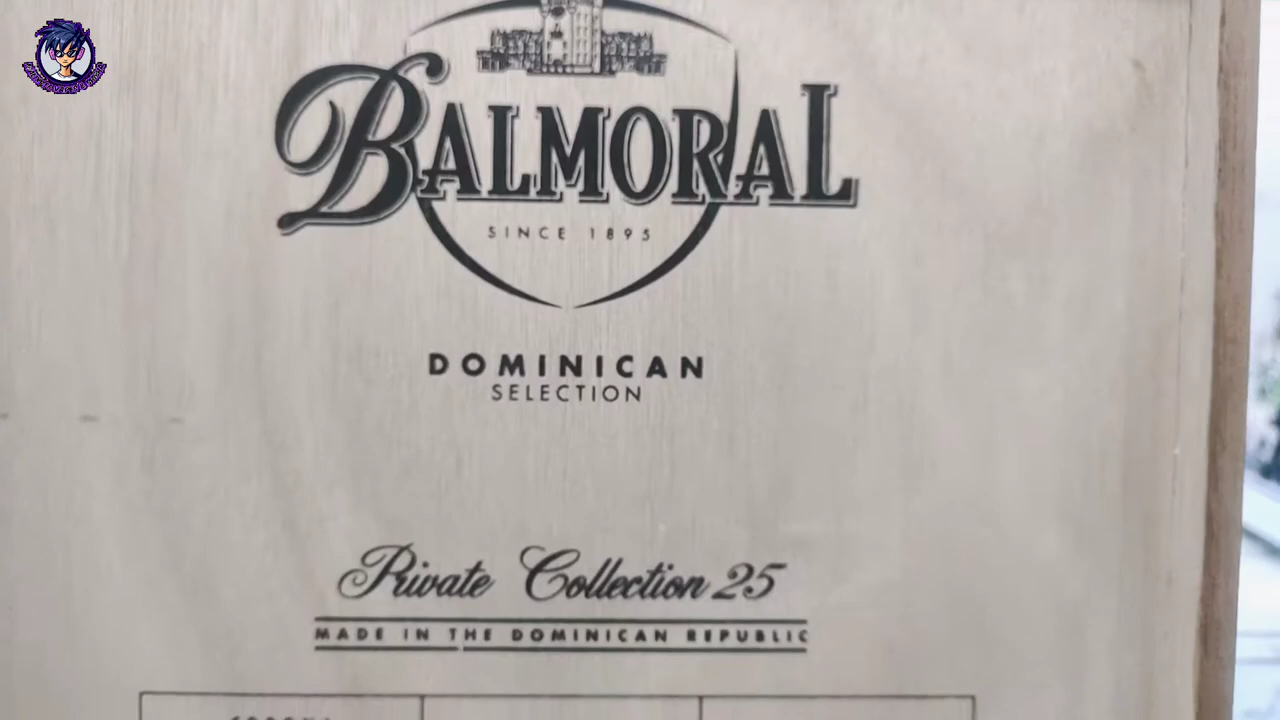 BALMORAL
SINCE 1895
DOMINICAN
SELECTION
Private Collection 25
MADE IN THE DOMINICAN REPUBLIC